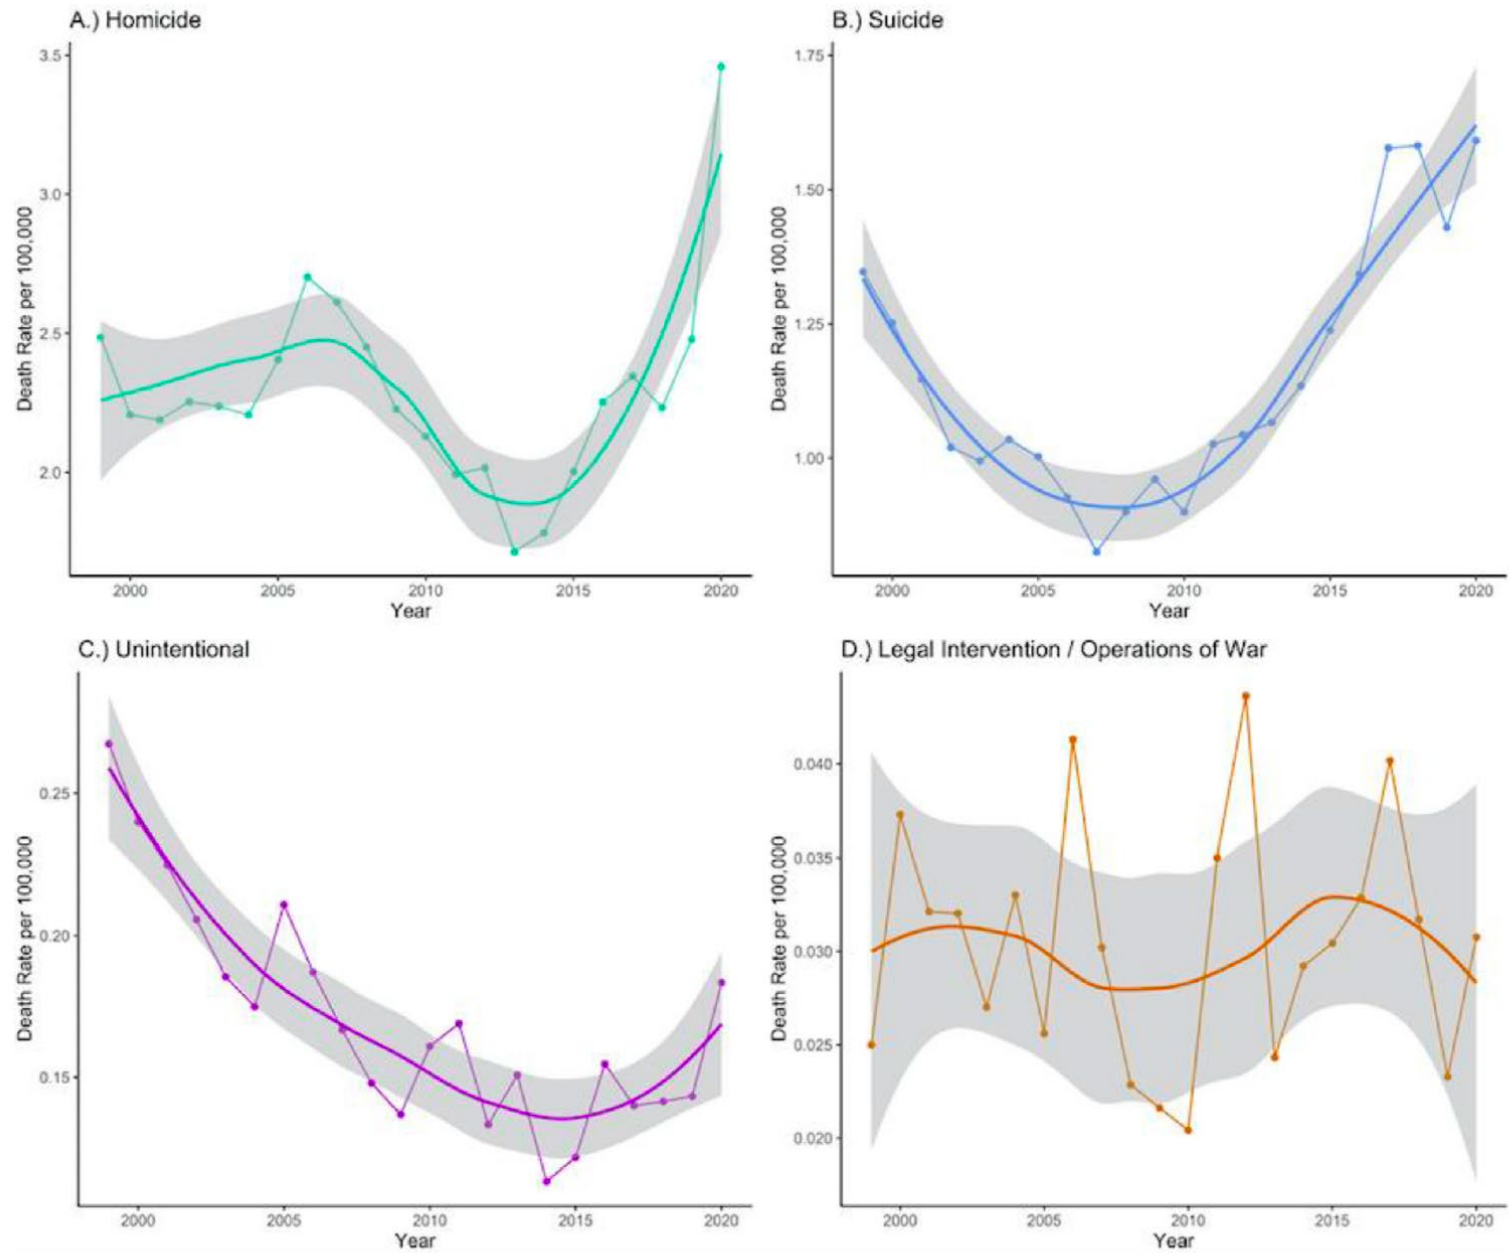 A.) Homicide
Death Rate per 100,000
3.5
3.0
2.5
2.0
2000 2005 2010 2015 2020
Year
B.) Suicide
Death Rate per 100,000
1.75
1.50
1.25
1.00
2000 2005 2010 2015 2020
Year
C.) Unintentional
Death Rate per 100,000
0.25
0.20
0.15
2000 2005 2010 2015 2020
Year
D.) Legal Intervention / Operations of War
Death Rate per 100,000
0.040
0.035
0.030
0.025
0.020
2000 2005 2010 2015 2020
Year